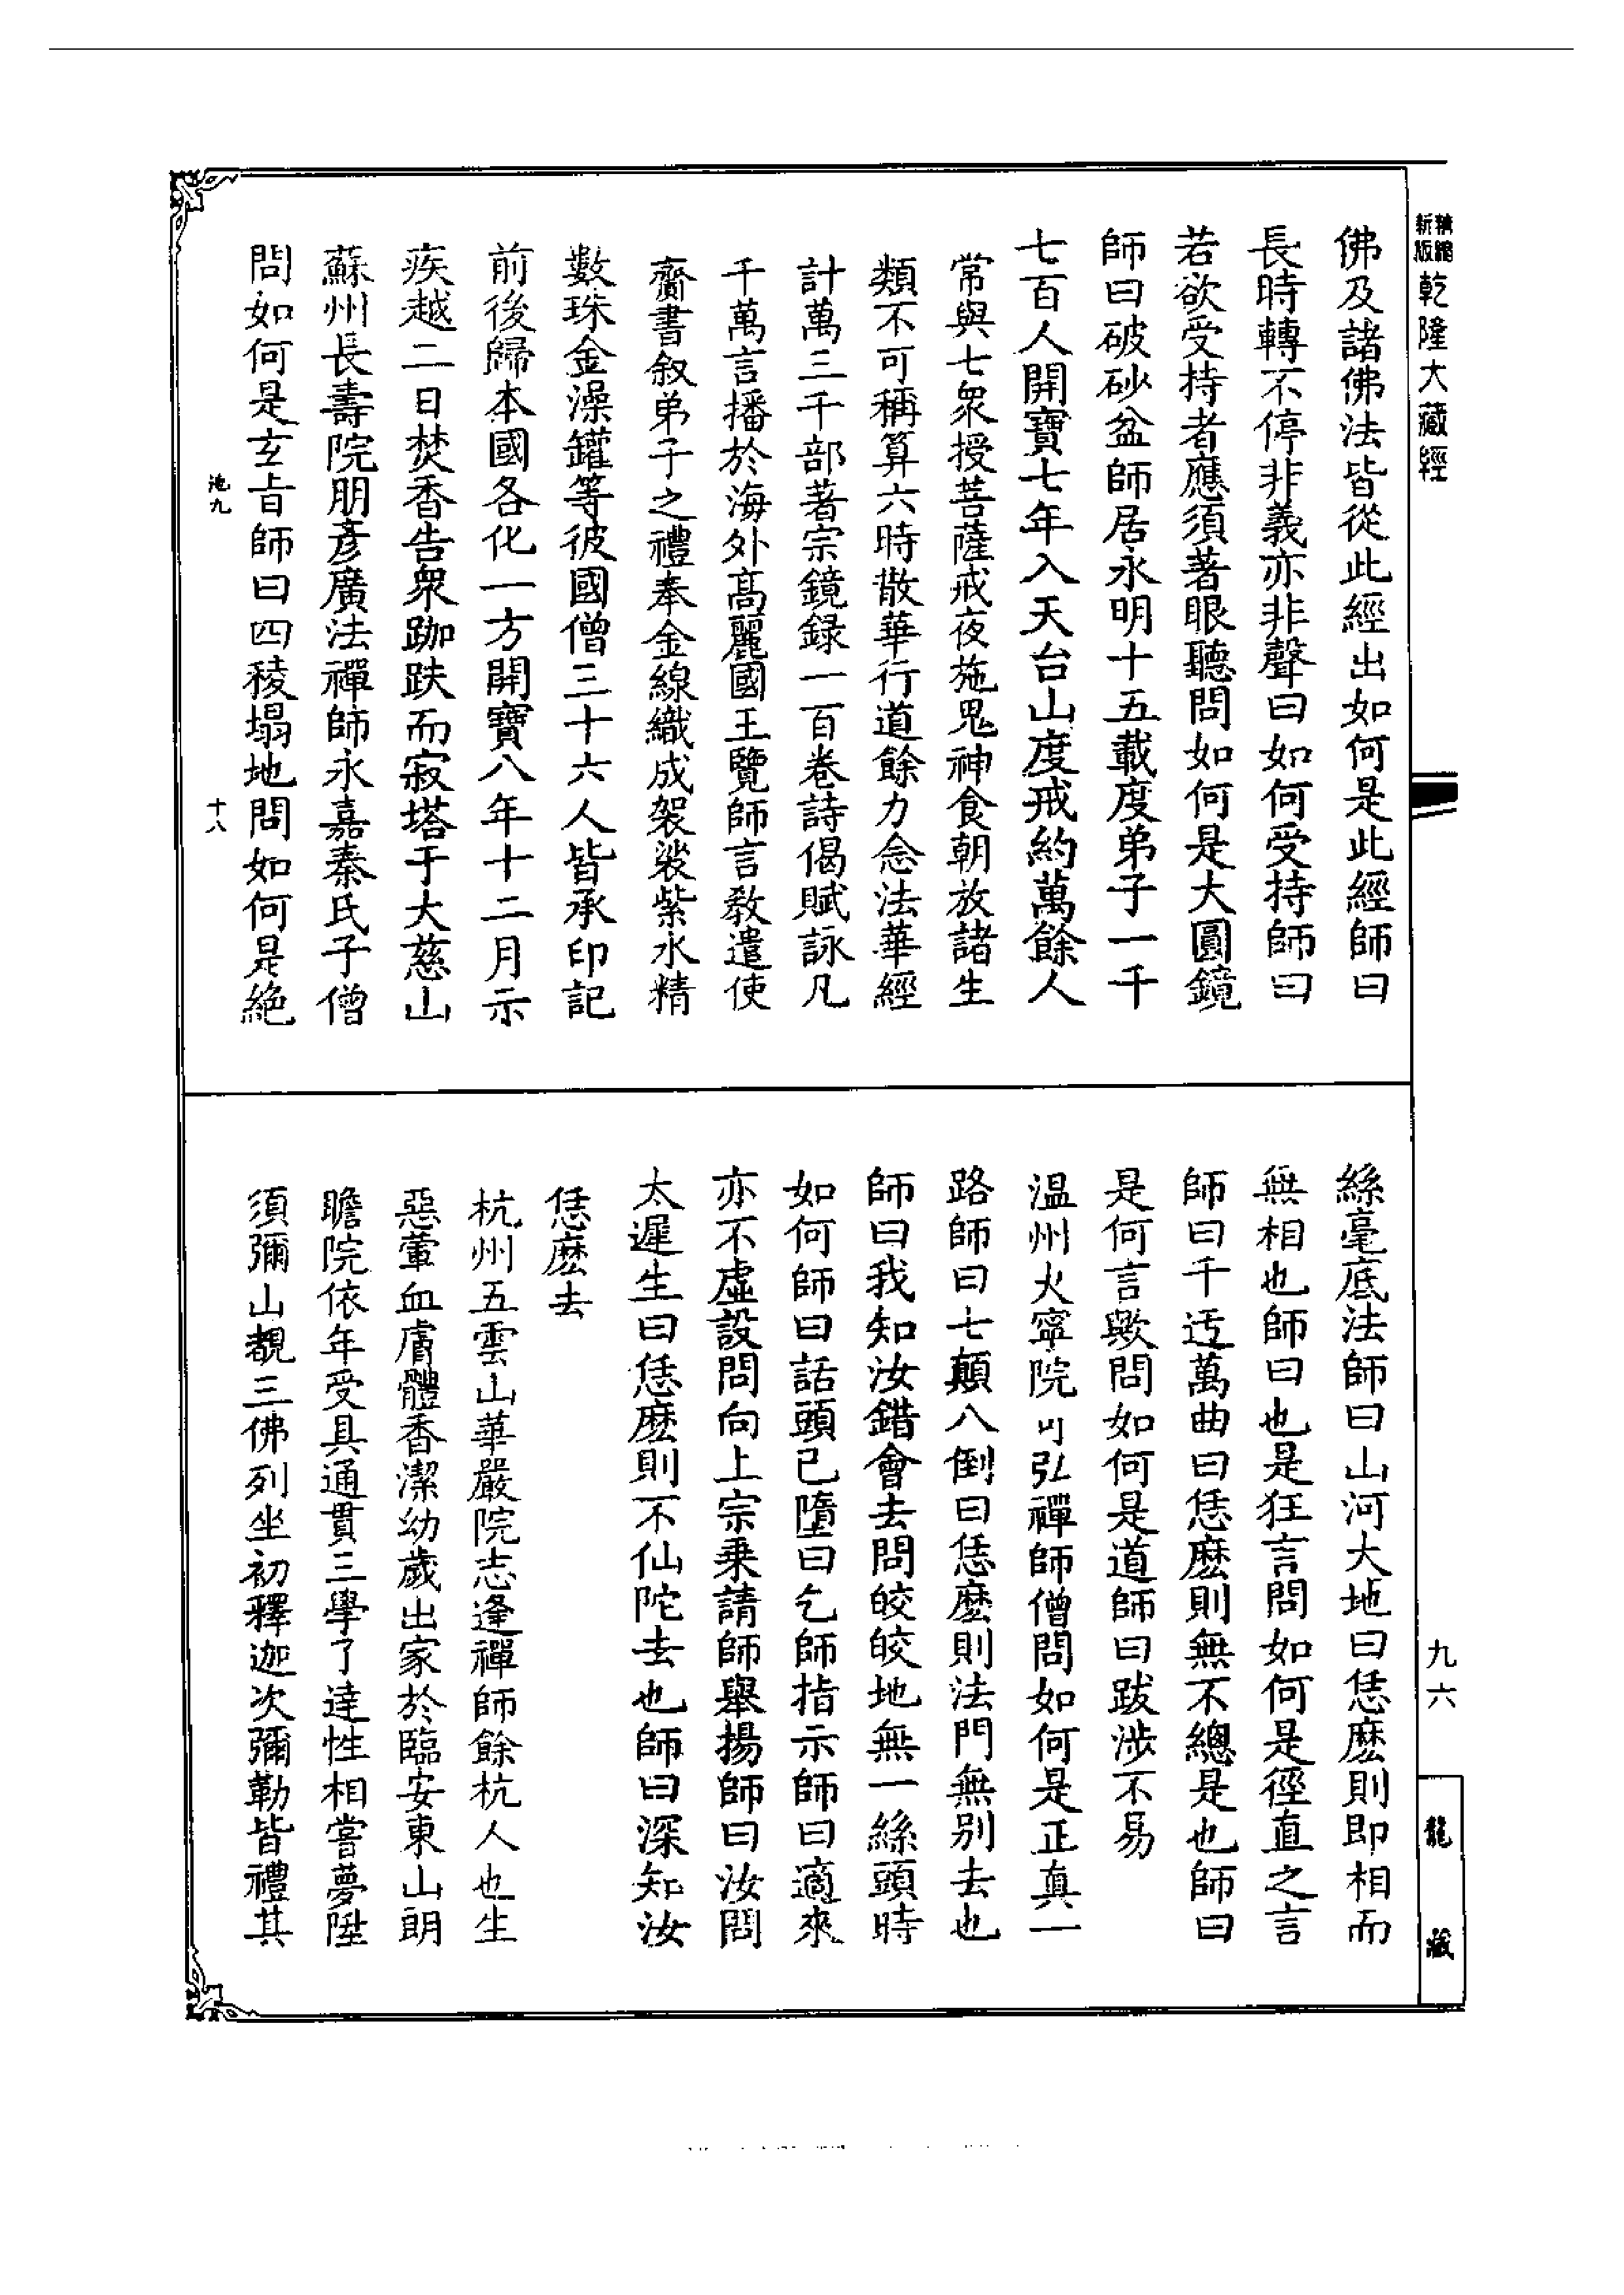 精縮新版乾隆大藏經
佛及諸佛法皆從此經出如何是此經師曰
長時轉不停非義亦非聲曰如何受持師曰
若欲受持者應須著眼聽問如何是大圓鏡
師曰破砂盆師居永明十五載度弟子一千
七百人開寶七年入天台山度戒約萬餘人
常與七衆授菩薩戒夜施鬼神食朝放諸生
類不可稱算六時散華行道餘力念法華經
計萬三千部著宗鏡録一百卷詩偈賦詠凡
千萬言播於海外高麗國王覽師言教遣使
齎書叙弟子之禮奉金線織成袈裟紫水精
數珠金澡罐等彼國僧三十六人皆承印記
前後歸本國各化一方開寶八年十二月示
疾越二日焚香告衆跏趺而寂塔于大慈山
蘇州長壽院朋彥廣法禪師永嘉秦氏子僧
問如何是玄旨師曰四稜塌地問如何是絶
池九 十八
絲毫底法師曰山河大地曰恁麽則即相而
無相也師曰也是狂言問如何是徑直之言
師曰千迂萬曲曰恁麽則無不總是也師曰
是何言歟問如何是道師曰跋涉不易
温州大寧院可弘禪師僧問如何是正真一
路師曰七顛八倒曰恁麽則法門無别去也
師曰我知汝錯會去問皎皎地無一絲頭時
如何師曰話頭已墮曰乞師指示師曰適來
亦不虛設問向上宗乗請師舉揚師曰汝問
太遲生曰恁麽則不仙陀去也師曰深知汝
恁麽去
杭州五雲山華嚴院志逢禪師餘杭人也生
惡葷血膚體香潔幼歲出家於臨安東山朗
瞻院依年受具通貫三學了達性相嘗夢陞
須彌山覩三佛列坐初釋迦次彌勒皆禮其
九六
龍藏